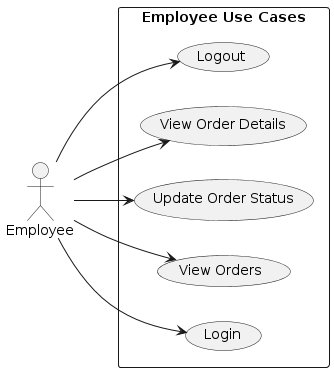 Employee Use Cases
Logout
View Order Details
Update Order Status
Employee
View Orders
Login